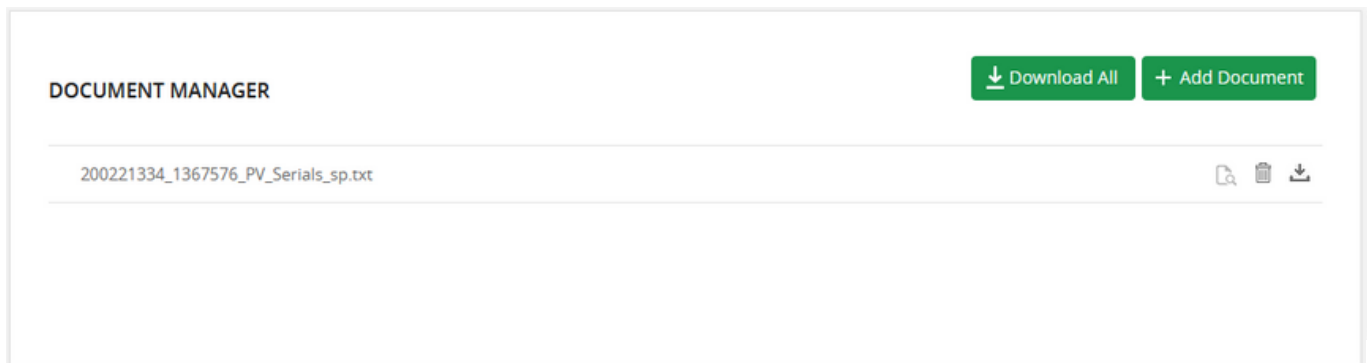 DOCUMENT MANAGER
Download All
+ Add Document
200221334_1367576_PV_Serials_sp.txt